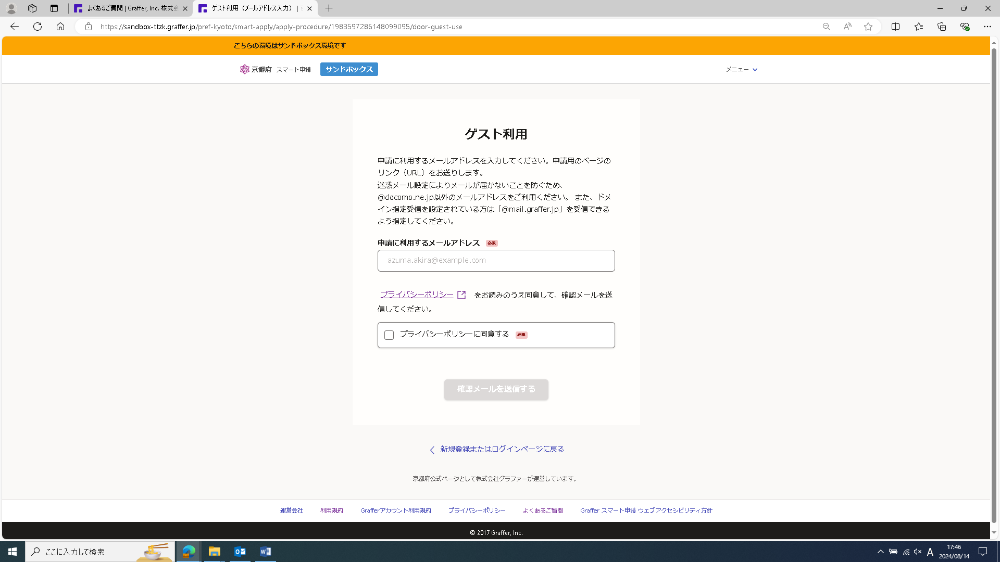 よくあるご質問 | Graffer, Inc. 株式会
ゲスト利用（メールアドレス入力） |
https://sandbox-ttzk.graffer.jp/pref-kyoto/smart-apply/apply-procedure/1983597286148099095/door-guest-use
こちらの環境はサンドボックス環境です
京都府 スマート申請 サンドボックス
メニュー
ゲスト利用
申請に利用するメールアドレスを入力してください。申請用のページの
リンク（URL）をお送りします。
迷惑メール設定によりメールが届かないことを防ぐため、
@docomo.ne.jp以外のメールアドレスをご利用ください。 また、ドメ
イン指定受信を設定されている方は「@mail.graffer.jp」を受信できる
よう指定してください。
申請に利用するメールアドレス 必須
azuma.akira@example.com
プライバシーポリシー をお読みのうえ同意して、確認メールを送
信してください。
プライバシーポリシーに同意する 必須
確認メールを送信する
新規登録またはログインページに戻る
京都府公式ページとして株式会社グラファーが運営しています。
運営会社 利用規約 Grafferアカウント利用規約 プライバシーポリシー よくあるご質問 Graffer スマート申請 ウェブアクセシビリティ方針
© 2017 Graffer, Inc.
ここに入力して検索
A
17:46
2024/08/14